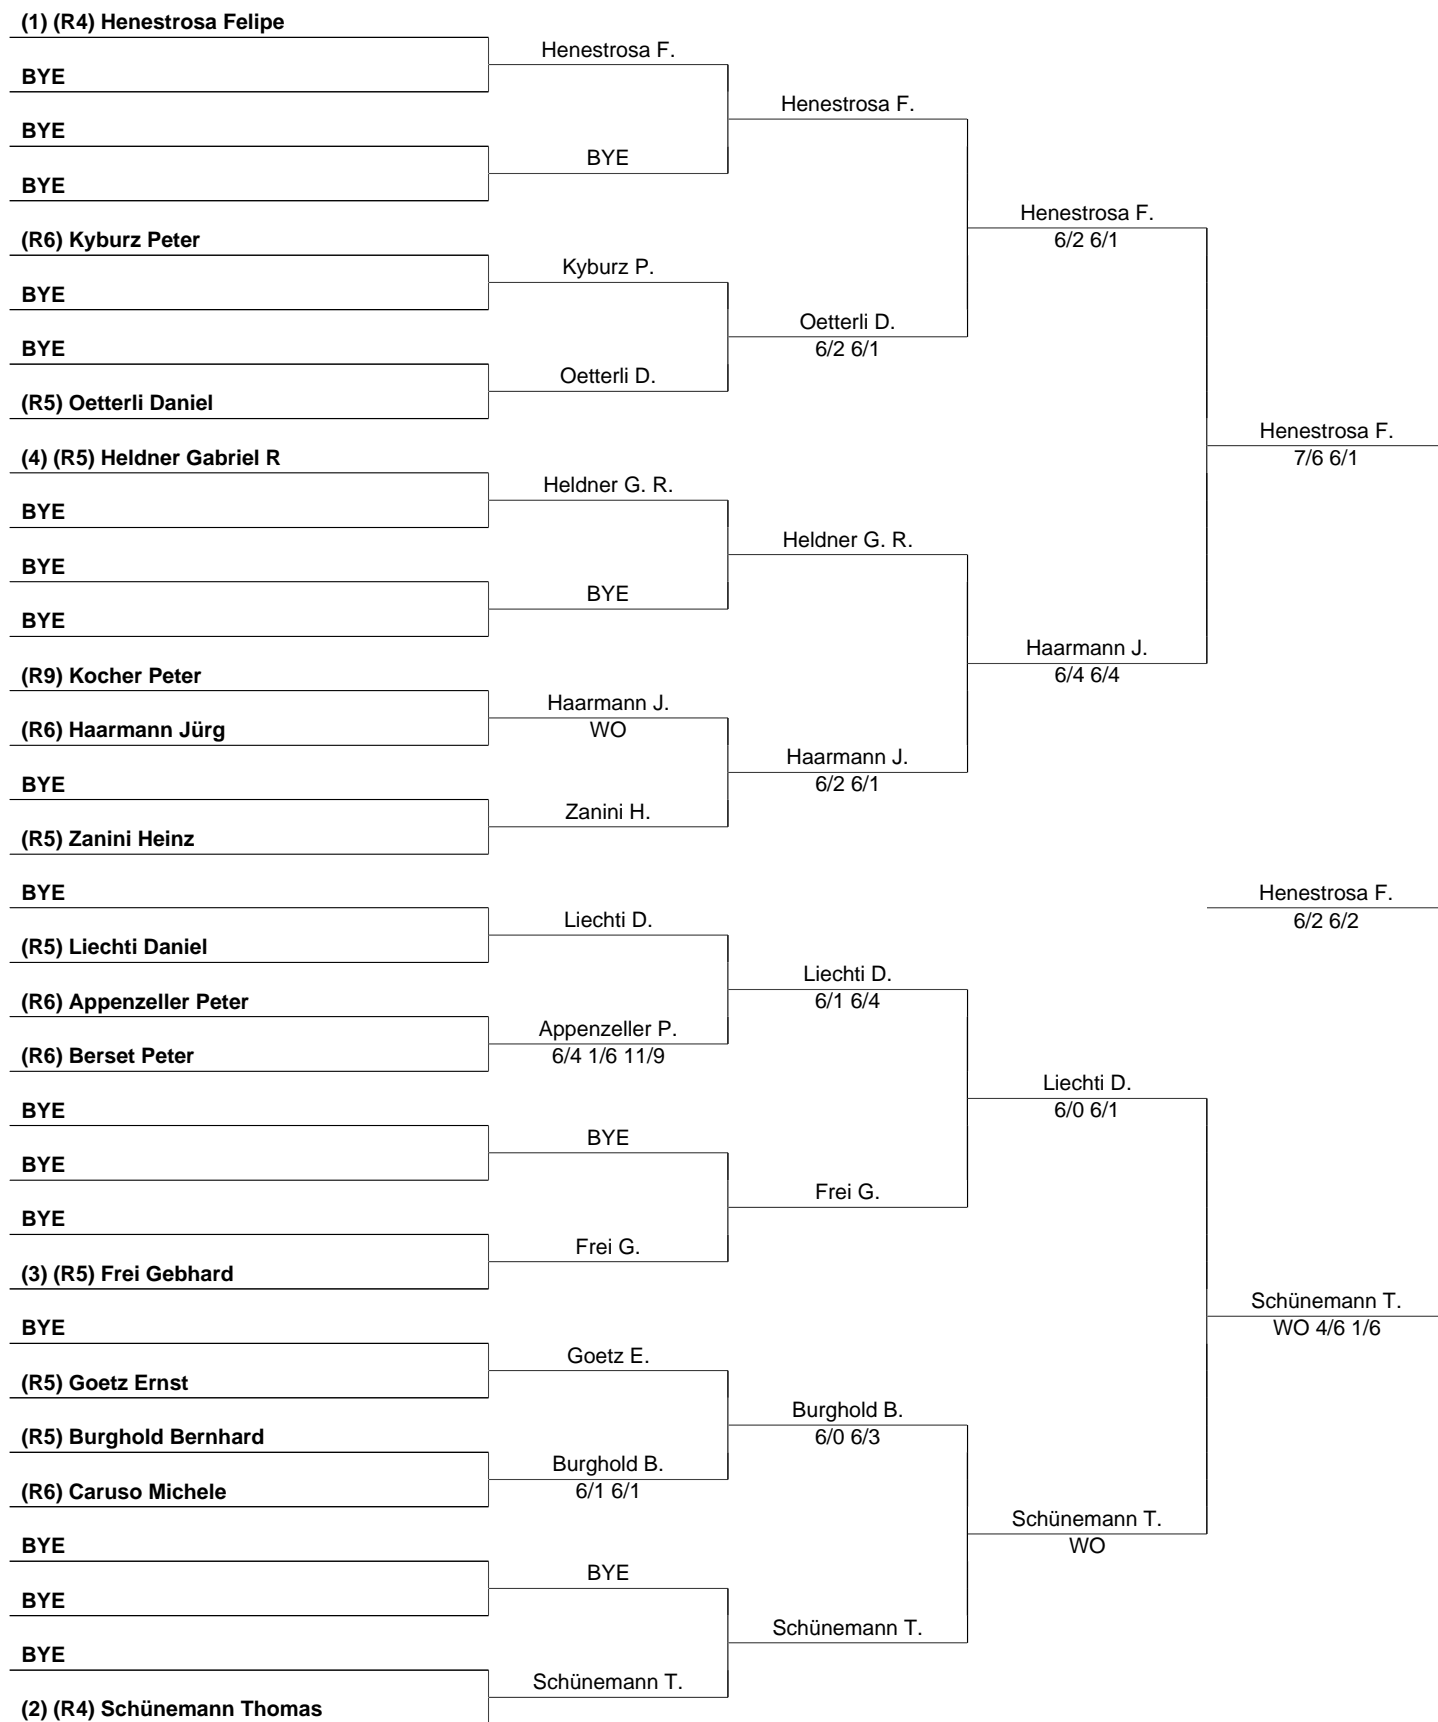 (1) (R4) Henestrosa Felipe
Henestrosa F.
BYE
Henestrosa F.
BYE
BYE
BYE
Henestrosa F.
6/2 6/1
(R6) Kyburz Peter
Kyburz P.
BYE
Oetterli D.
6/2 6/1
BYE
Oetterli D.
(R5) Oetterli Daniel
Henestrosa F.
7/6 6/1
(4) (R5) Heldner Gabriel R
Heldner G. R.
BYE
Heldner G. R.
BYE
BYE
BYE
Haarmann J.
6/4 6/4
(R9) Kocher Peter
Haarmann J.
WO
(R6) Haarmann Jürg
Haarmann J.
6/2 6/1
BYE
Zanini H.
(R5) Zanini Heinz
BYE
Henestrosa F.
6/2 6/2
Liechti D.
(R5) Liechti Daniel
Liechti D.
6/1 6/4
(R6) Appenzeller Peter
Appenzeller P.
6/4 1/6 11/9
(R6) Berset Peter
Liechti D.
6/0 6/1
BYE
BYE
BYE
Frei G.
BYE
Frei G.
(3) (R5) Frei Gebhard
Schünemann T.
WO 4/6 1/6
BYE
Goetz E.
(R5) Goetz Ernst
Burghold B.
6/0 6/3
(R5) Burghold Bernhard
Burghold B.
6/1 6/1
(R6) Caruso Michele
Schünemann T.
WO
BYE
BYE
BYE
Schünemann T.
BYE
Schünemann T.
(2) (R4) Schünemann Thomas